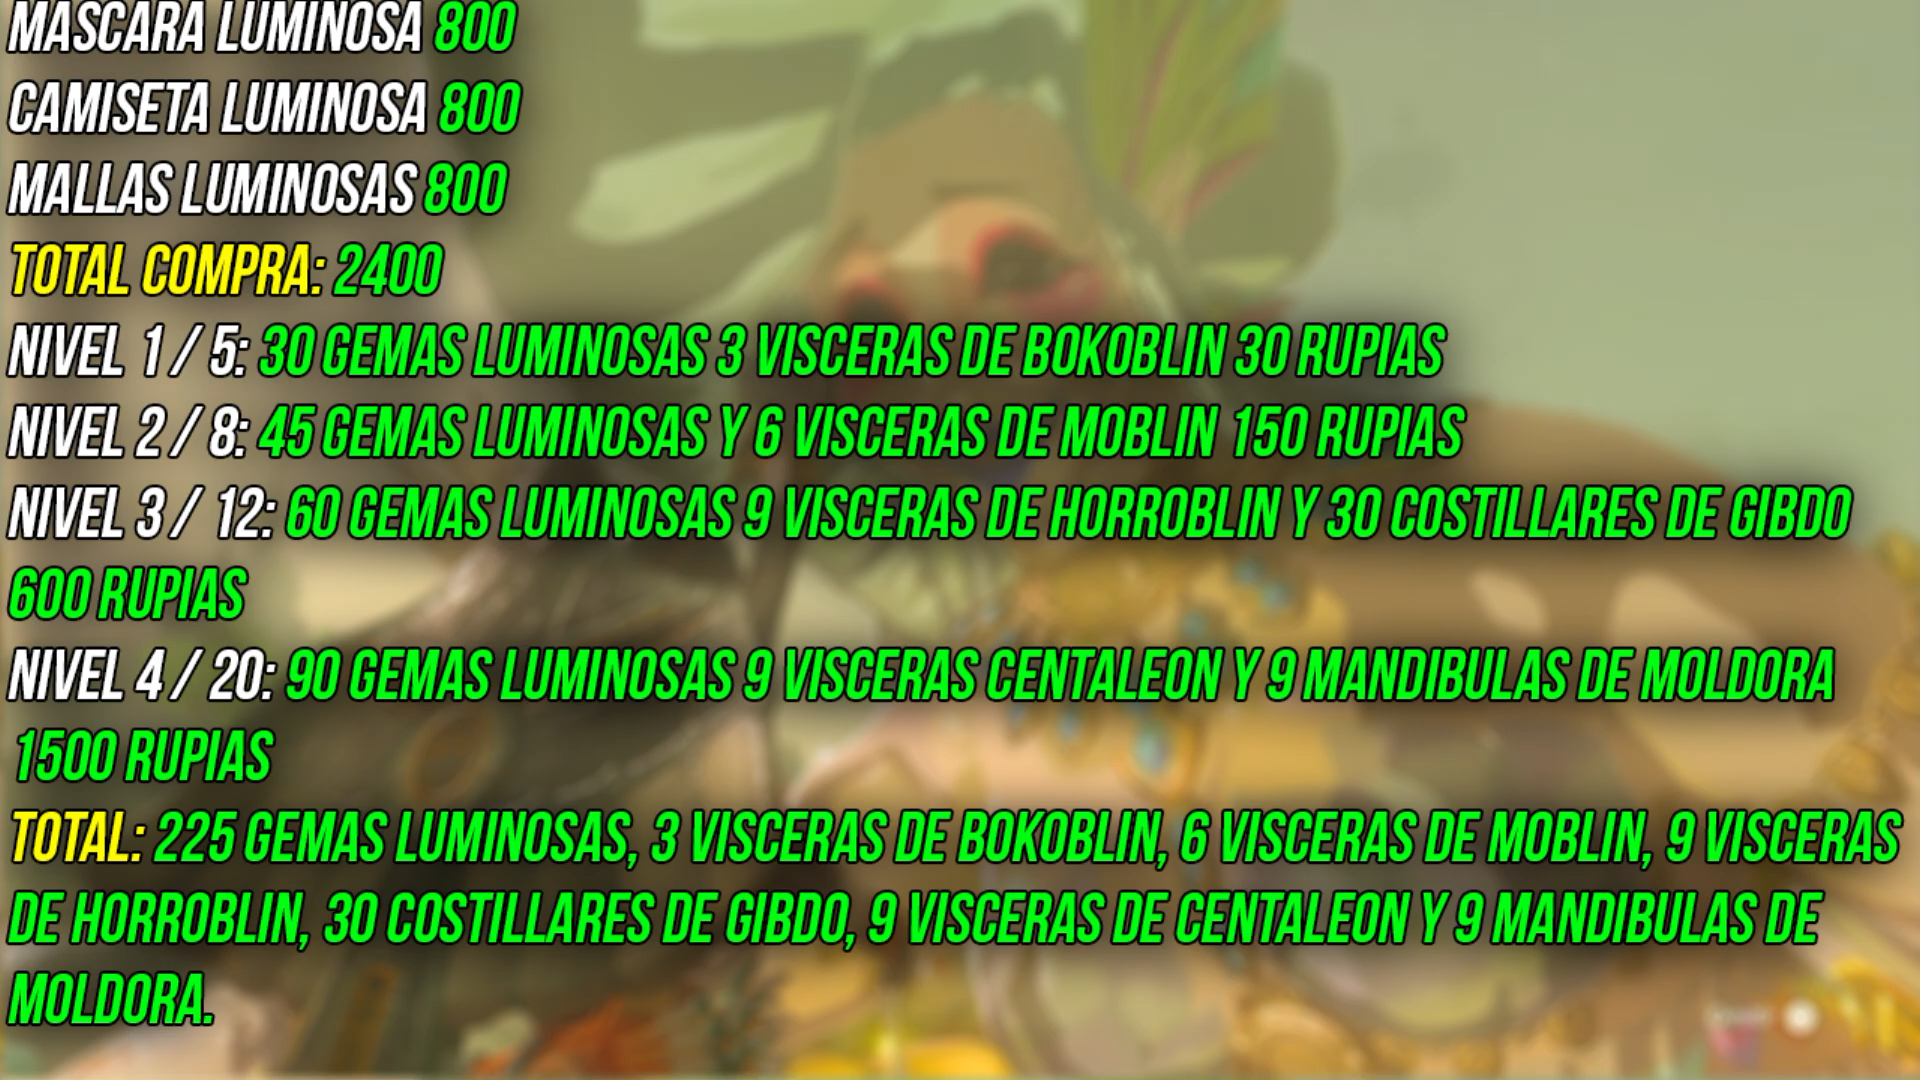 MASCARA LUMINOSA 800
CAMISETA LUMINOSA 800
MALLAS LUMINOSAS 800
TOTAL COMPRA: 2400
NIVEL 1 / 5: 30 GEMAS LUMINOSAS 3 VISCERAS DE BOKOBLIN 30 RUPIAS
NIVEL 2 / 8: 45 GEMAS LUMINOSAS Y 6 VISCERAS DE MOBLIN 150 RUPIAS
NIVEL 3 / 12: 60 GEMAS LUMINOSAS 9 VISCERAS DE HORROBLIN Y 30 COSTILLARES DE GIBDO
600 RUPIAS
NIVEL 4 / 20: 90 GEMAS LUMINOSAS 9 VISCERAS CENTALEON Y 9 MANDIBULAS DE MOLDORA
1500 RUPIAS
TOTAL: 225 GEMAS LUMINOSAS, 3 VISCERAS DE BOKOBLIN, 6 VISCERAS DE MOBLIN, 9 VISCERAS
DE HORROBLIN, 30 COSTILLARES DE GIBDO, 9 VISCERAS DE CENTALEON Y 9 MANDIBULAS DE
MOLDORA.